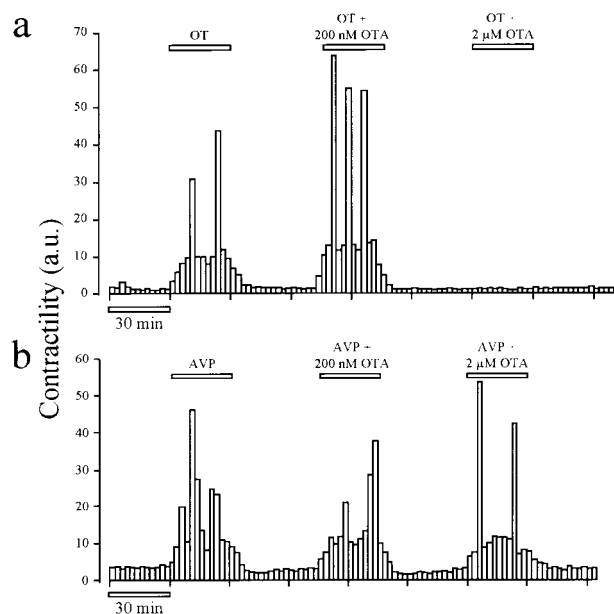 a
OT
OT +
200 nM OTA
OT ·
2 µM OTA
70
60
50
40
30
20
10
0
30 min
Contractility (a.u.)
b
AVP
AVP +
200 nM OTA
AVP ·
2 µM OTA
60
50
40
30
20
10
0
30 min